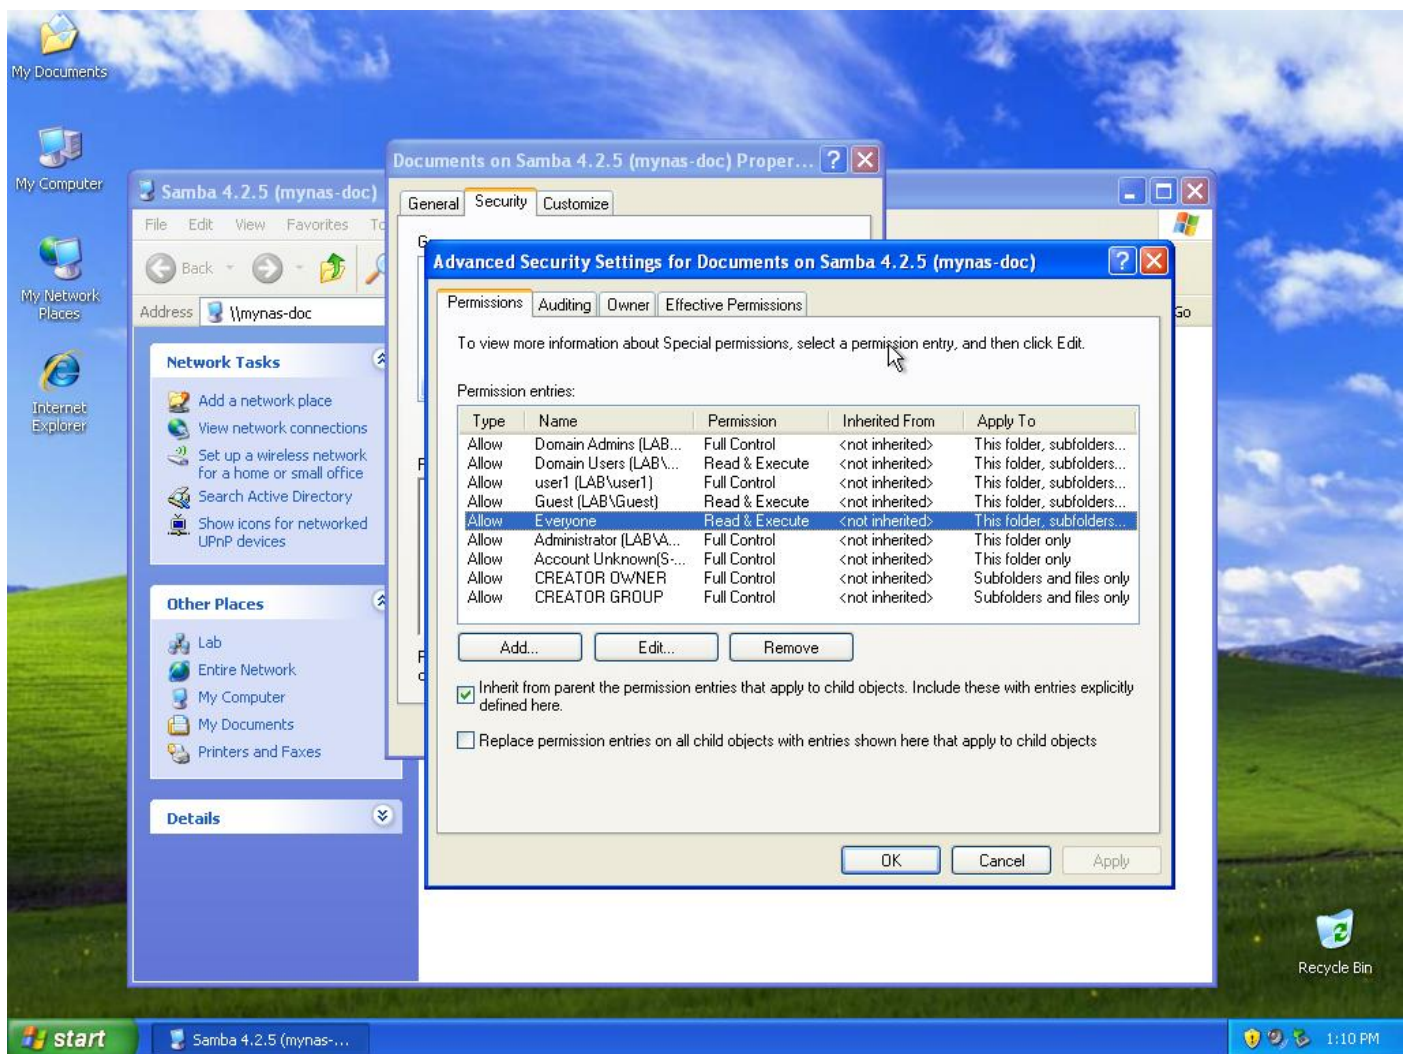 My Documents
My Computer
My Network
Places
Internet
Explorer
Recycle Bin
Documents on Samba 4.2.5 (mynas-doc) Proper...
General
Security
Customize
Samba 4.2.5 (mynas-doc)
File
Edit
View
Favorites
Back
Address
\\mynas-doc
Go
Network Tasks
Add a network place
View network connections
Set up a wireless network
for a home or small office
Search Active Directory
Show icons for networked
UPnP devices
Other Places
Lab
Entire Network
My Computer
My Documents
Printers and Faxes
Details
Advanced Security Settings for Documents on Samba 4.2.5 (mynas-doc)
Permissions
Auditing
Owner
Effective Permissions
To view more information about Special permissions, select a permission entry, and then click Edit.
Permission entries:
Type Name Permission Inherited From Apply To
Allow Domain Admins (LAB... Full Control <not inherited> This folder, subfolders...
Allow Domain Users (LAB\... Read & Execute <not inherited> This folder, subfolders...
Allow user1 (LAB\user1) Full Control <not inherited> This folder, subfolders...
Allow Guest (LAB\Guest) Read & Execute <not inherited> This folder, subfolders...
Allow Everyone Read & Execute <not inherited> This folder, subfolders...
Allow Administrator (LAB\A... Full Control <not inherited> This folder only
Allow Account Unknown(S-... Full Control <not inherited> This folder only
Allow CREATOR OWNER Full Control <not inherited> Subfolders and files only
Allow CREATOR GROUP Full Control <not inherited> Subfolders and files only
Add...
Edit...
Remove
Inherit from parent the permission entries that apply to child objects. Include these with entries explicitly
defined here.
Replace permission entries on all child objects with entries shown here that apply to child objects
OK
Cancel
Apply
start
Samba 4.2.5 (mynas-...
1:10 PM